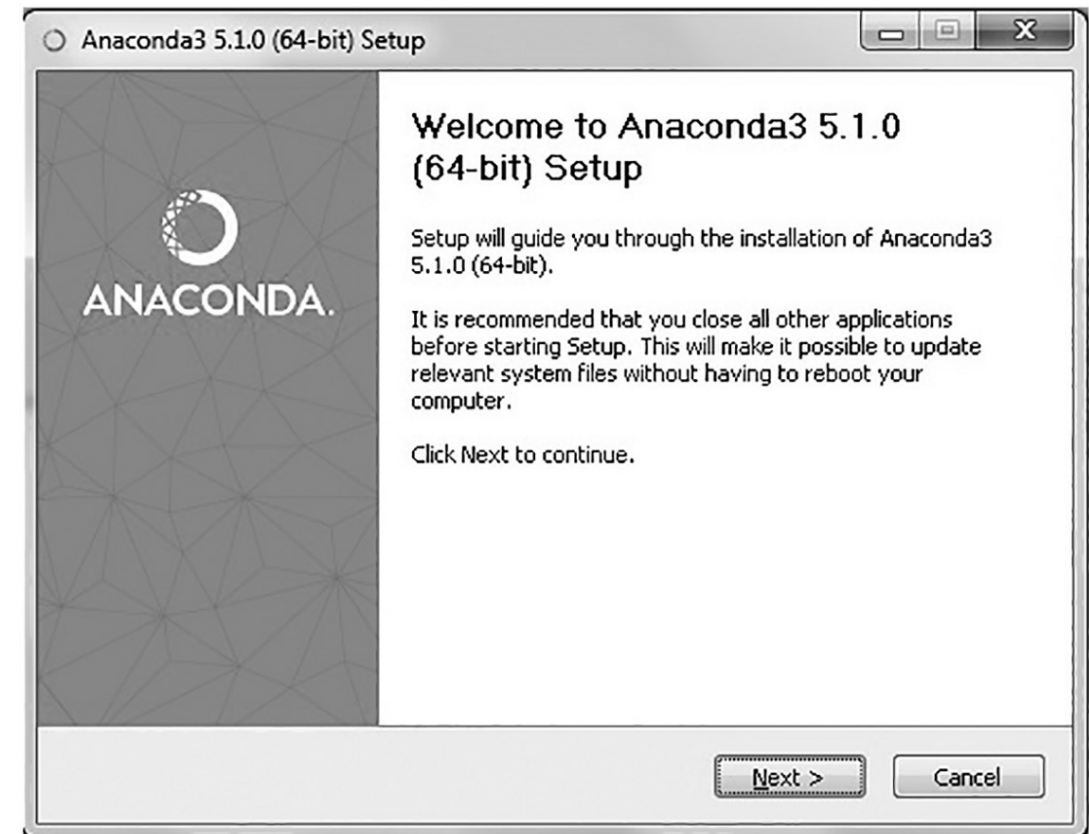 Anaconda3 5.1.0 (64-bit) Setup
Welcome to Anaconda3 5.1.0
(64-bit) Setup
ANACONDA.
Setup will guide you through the installation of Anaconda3
5.1.0 (64-bit).
It is recommended that you close all other applications
before starting Setup. This will make it possible to update
relevant system files without having to reboot your
computer.
Click Next to continue.
Next >
Cancel